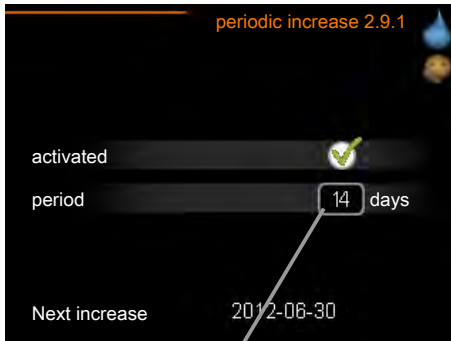 periodic increase 2.9.1
activated
period 14 days
Next increase 2012-06-30